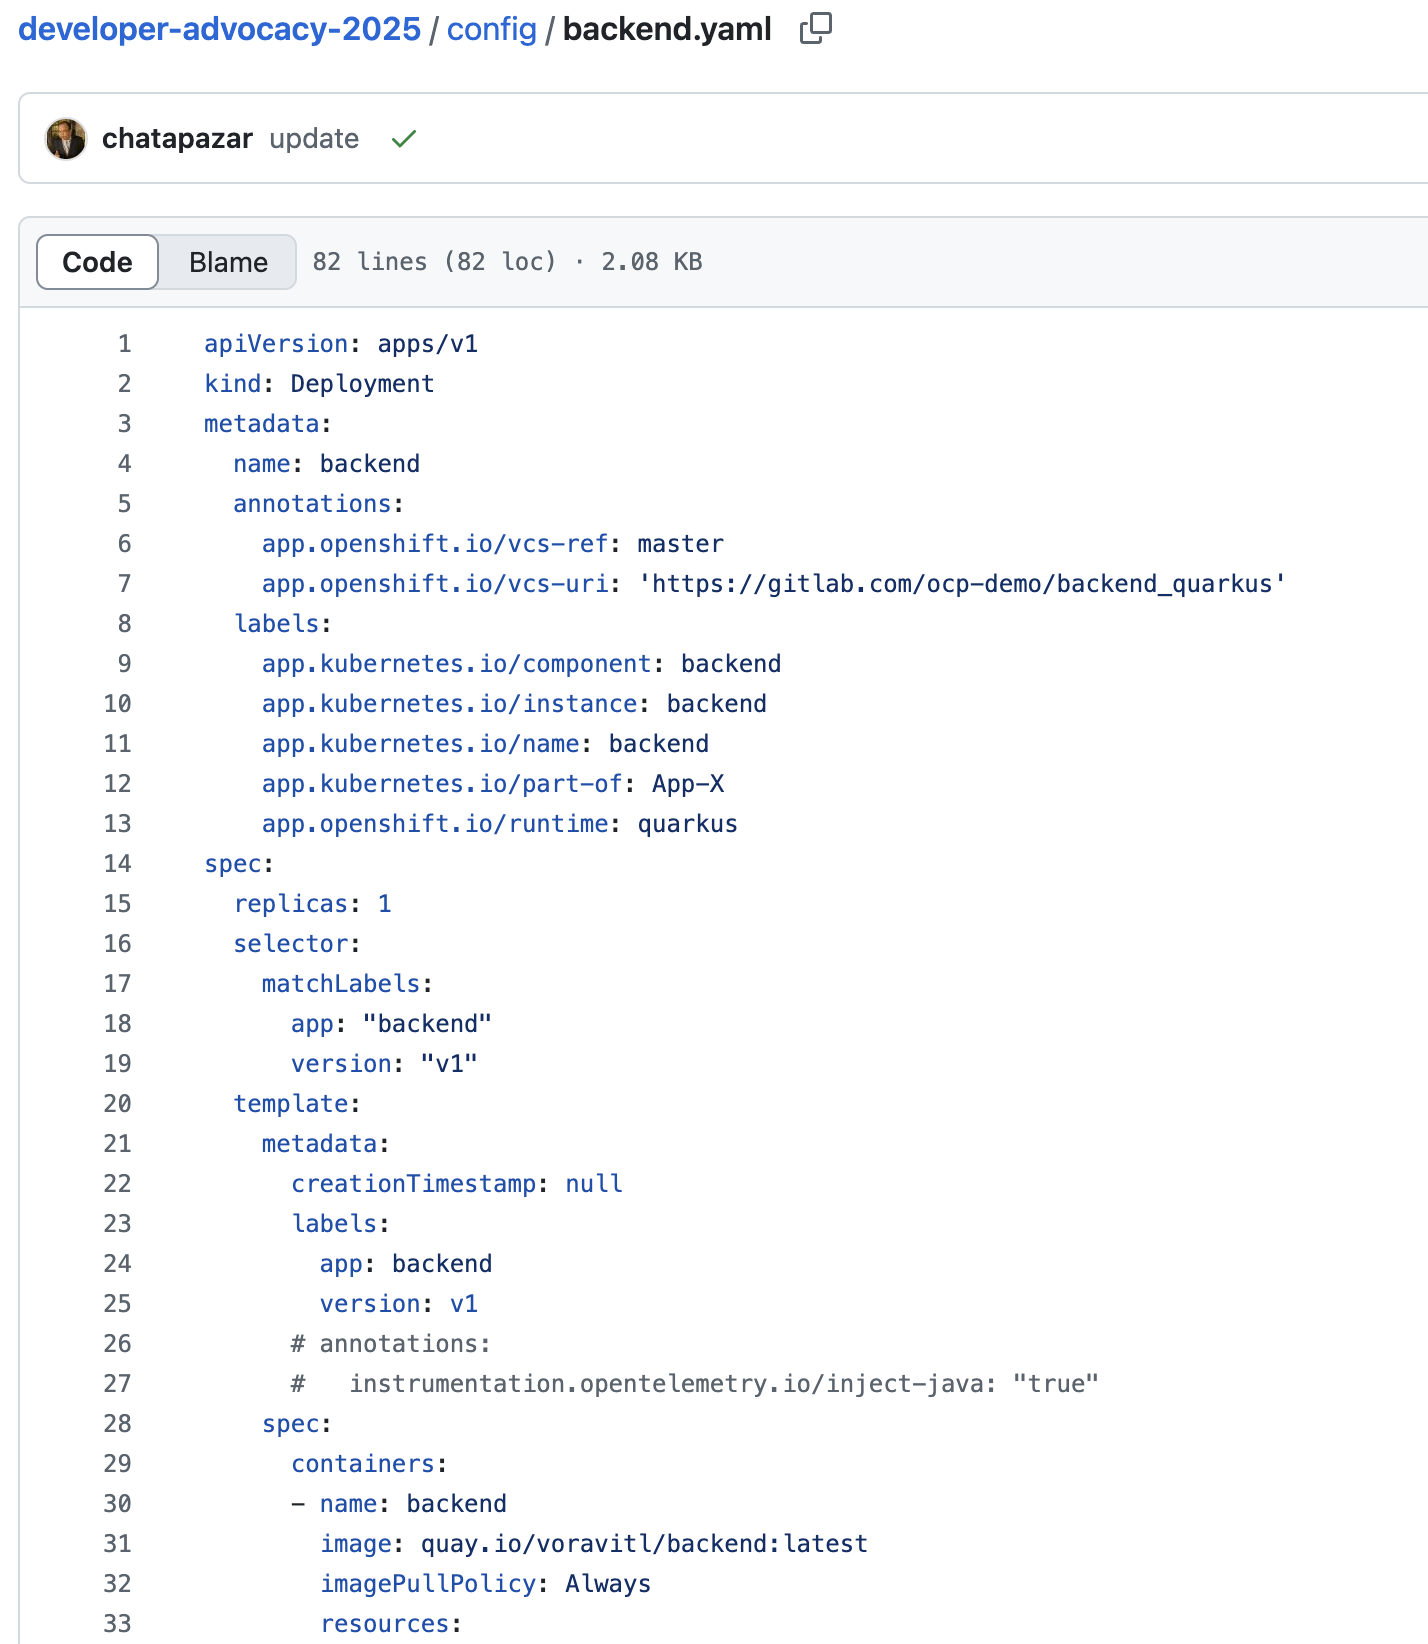 developer-advocacy-2025 / config / backend.yaml
chatapazar update
Code Blame 82 lines (82 loc) · 2.08 KB
1 apiVersion: apps/v1
2 kind: Deployment
3 metadata:
4   name: backend
5   annotations:
6     app.openshift.io/vcs-ref: master
7     app.openshift.io/vcs-uri: 'https://gitlab.com/ocp-demo/backend_quarkus'
8   labels:
9     app.kubernetes.io/component: backend
10     app.kubernetes.io/instance: backend
11     app.kubernetes.io/name: backend
12     app.kubernetes.io/part-of: App-X
13     app.openshift.io/runtime: quarkus
14 spec:
15   replicas: 1
16   selector:
17     matchLabels:
18       app: "backend"
19       version: "v1"
20   template:
21     metadata:
22       creationTimestamp: null
23       labels:
24         app: backend
25         version: v1
26       # annotations:
27       #   instrumentation.opentelemetry.io/inject-java: "true"
28     spec:
29       containers:
30       - name: backend
31         image: quay.io/voravitl/backend:latest
32         imagePullPolicy: Always
33         resources: